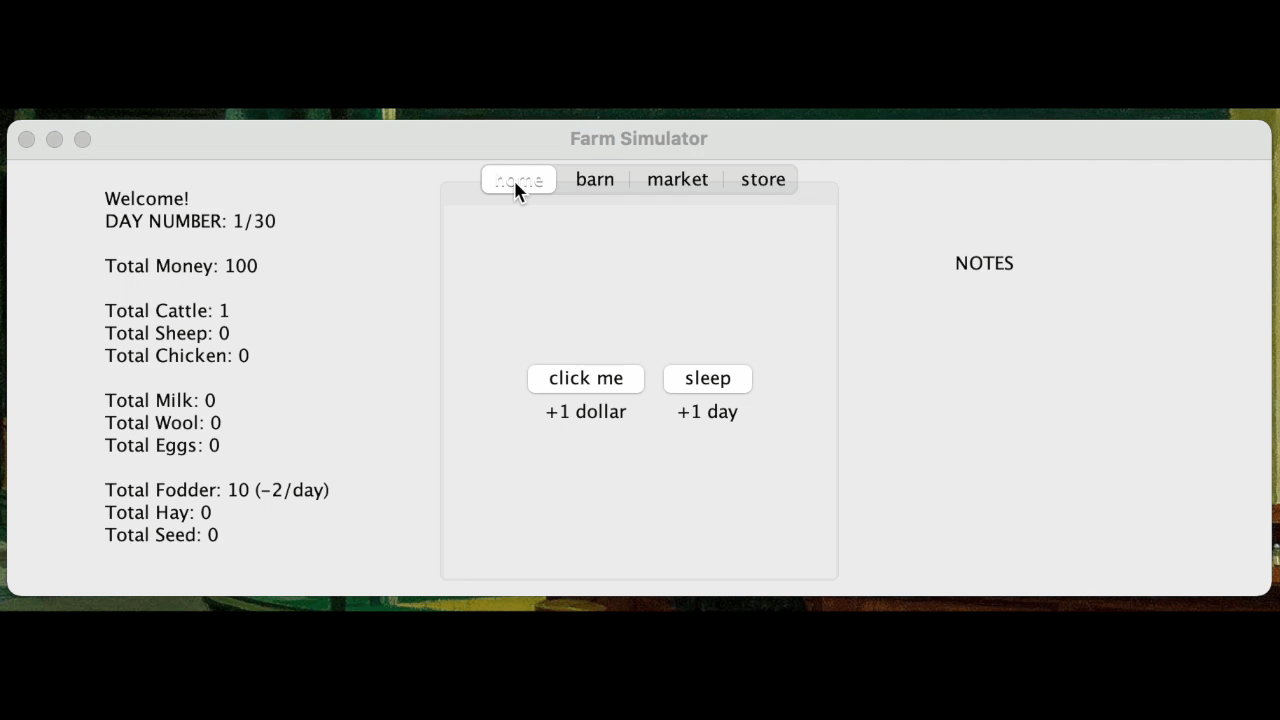 Farm Simulator
home barn market store
Welcome!
DAY NUMBER: 1/30
Total Money: 100
Total Cattle: 1
Total Sheep: 0
Total Chicken: 0
Total Milk: 0
Total Wool: 0
Total Eggs: 0
Total Fodder: 10 (-2/day)
Total Hay: 0
Total Seed: 0
click me sleep
+1 dollar +1 day
NOTES